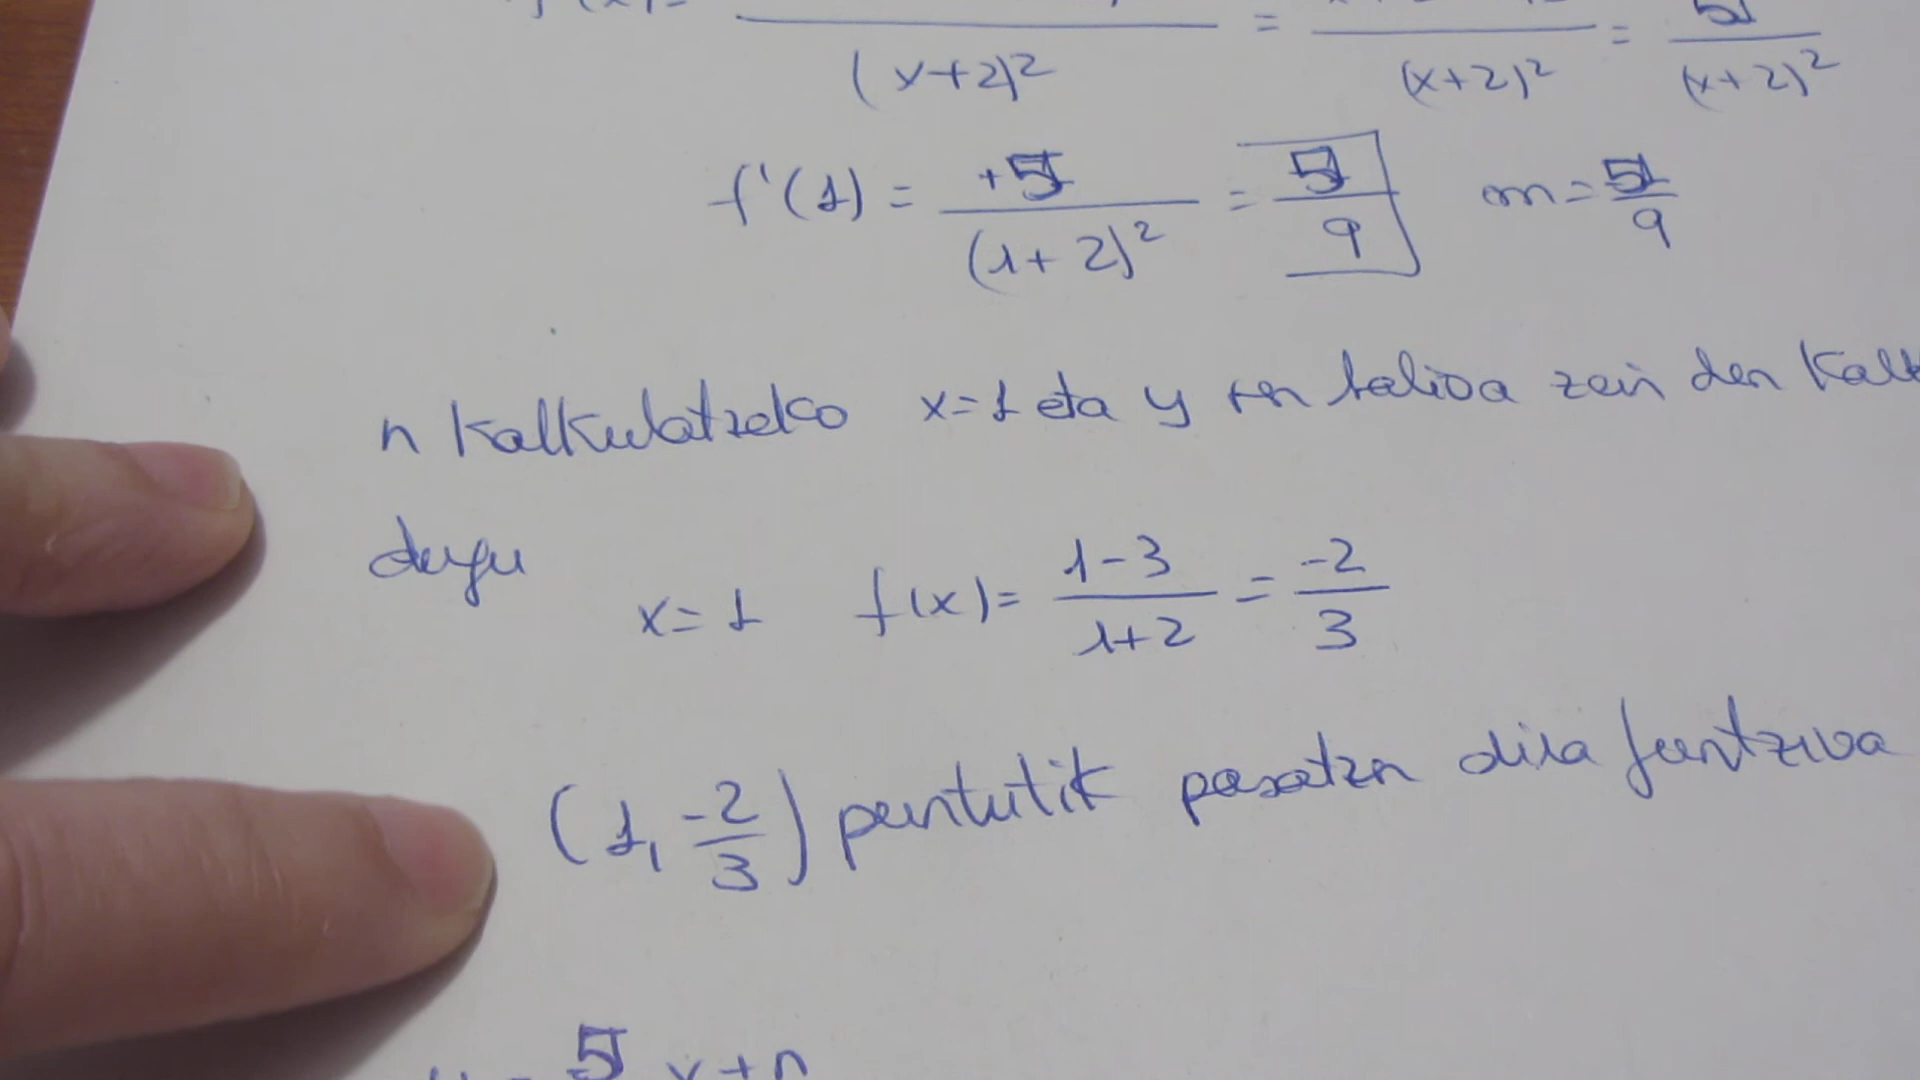 (x+2)² = (x+2)² = 5/(x+2)²
f'(1) = +5/(1+2)² = 5/9 m = 5/9
n kalkulatzeko x=1 eta y ren balioa zein den kalk
dugu
x=1 f(x)= 1-3/1+2 = -2/3
(1, -2/3) puntutik pasatzen dira funtzioa
5 x+n